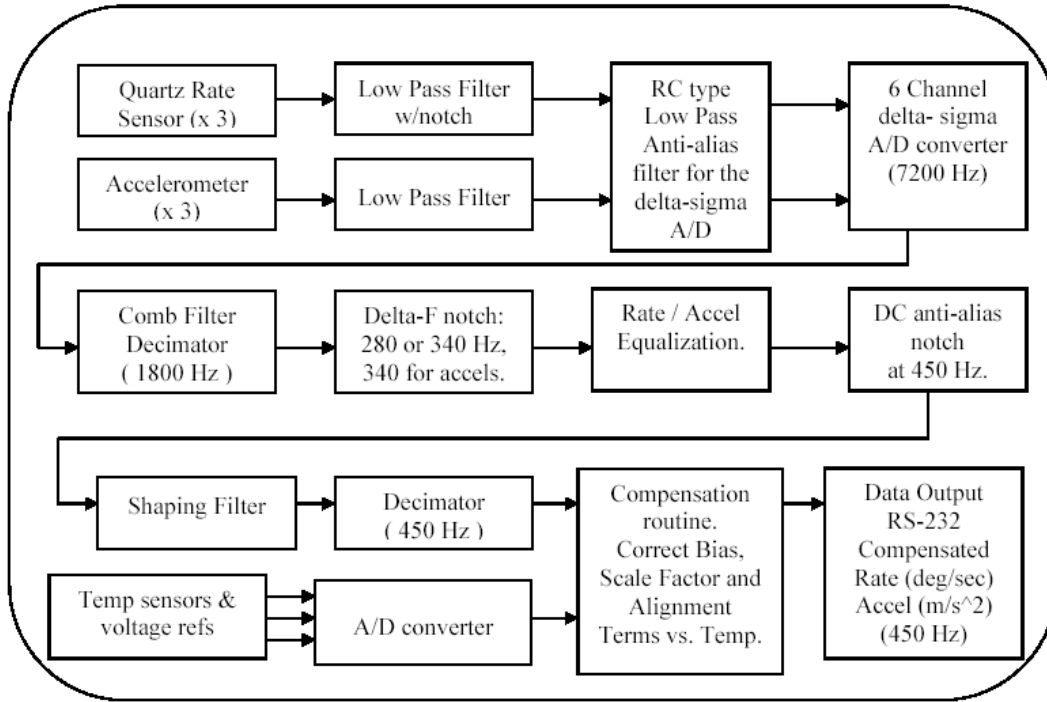 Quartz Rate
Sensor (x 3)
Low Pass Filter
w/notch
RC type
Low Pass
Anti-alias
filter for the
delta-sigma
A/D
6 Channel
delta- sigma
A/D converter
(7200 Hz)
Accelerometer
(x 3)
Low Pass Filter
Comb Filter
Decimator
( 1800 Hz )
Delta-F notch:
280 or 340 Hz,
340 for accels.
Rate / Accel
Equalization.
DC anti-alias
notch
at 450 Hz.
Shaping Filter
Decimator
( 450 Hz )
Compensation
routine.
Correct Bias,
Scale Factor and
Alignment
Terms vs. Temp.
Data Output
RS-232
Compensated
Rate (deg/sec)
Accel (m/s^2)
(450 Hz)
Temp sensors &
voltage refs
A/D converter